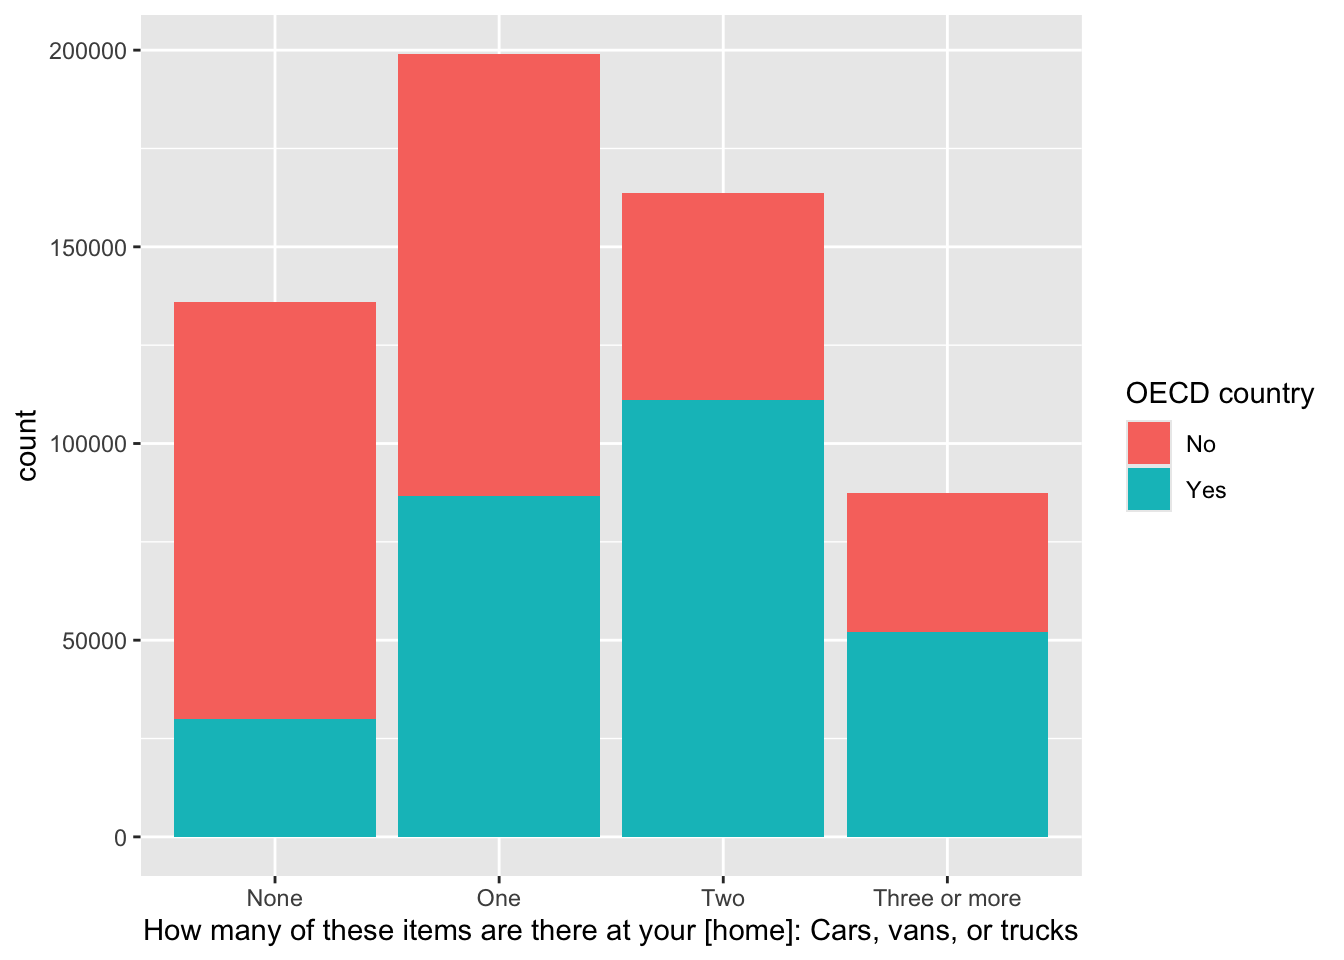 200000
150000
100000
50000
0
count
None
One
Two
Three or more
How many of these items are there at your [home]: Cars, vans, or trucks
OECD country
No
Yes